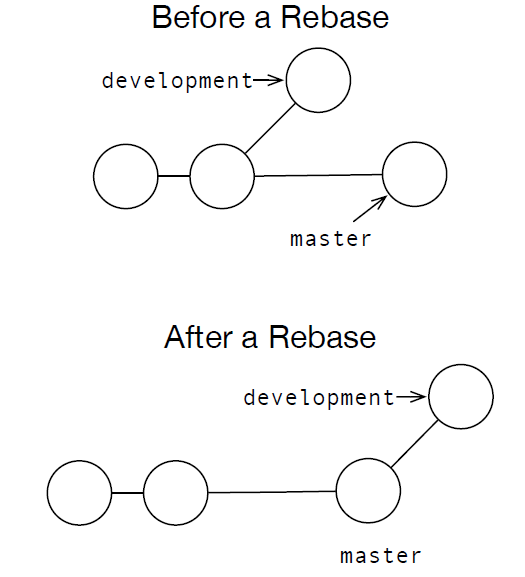 Before a Rebase
development
master
After a Rebase
development
master